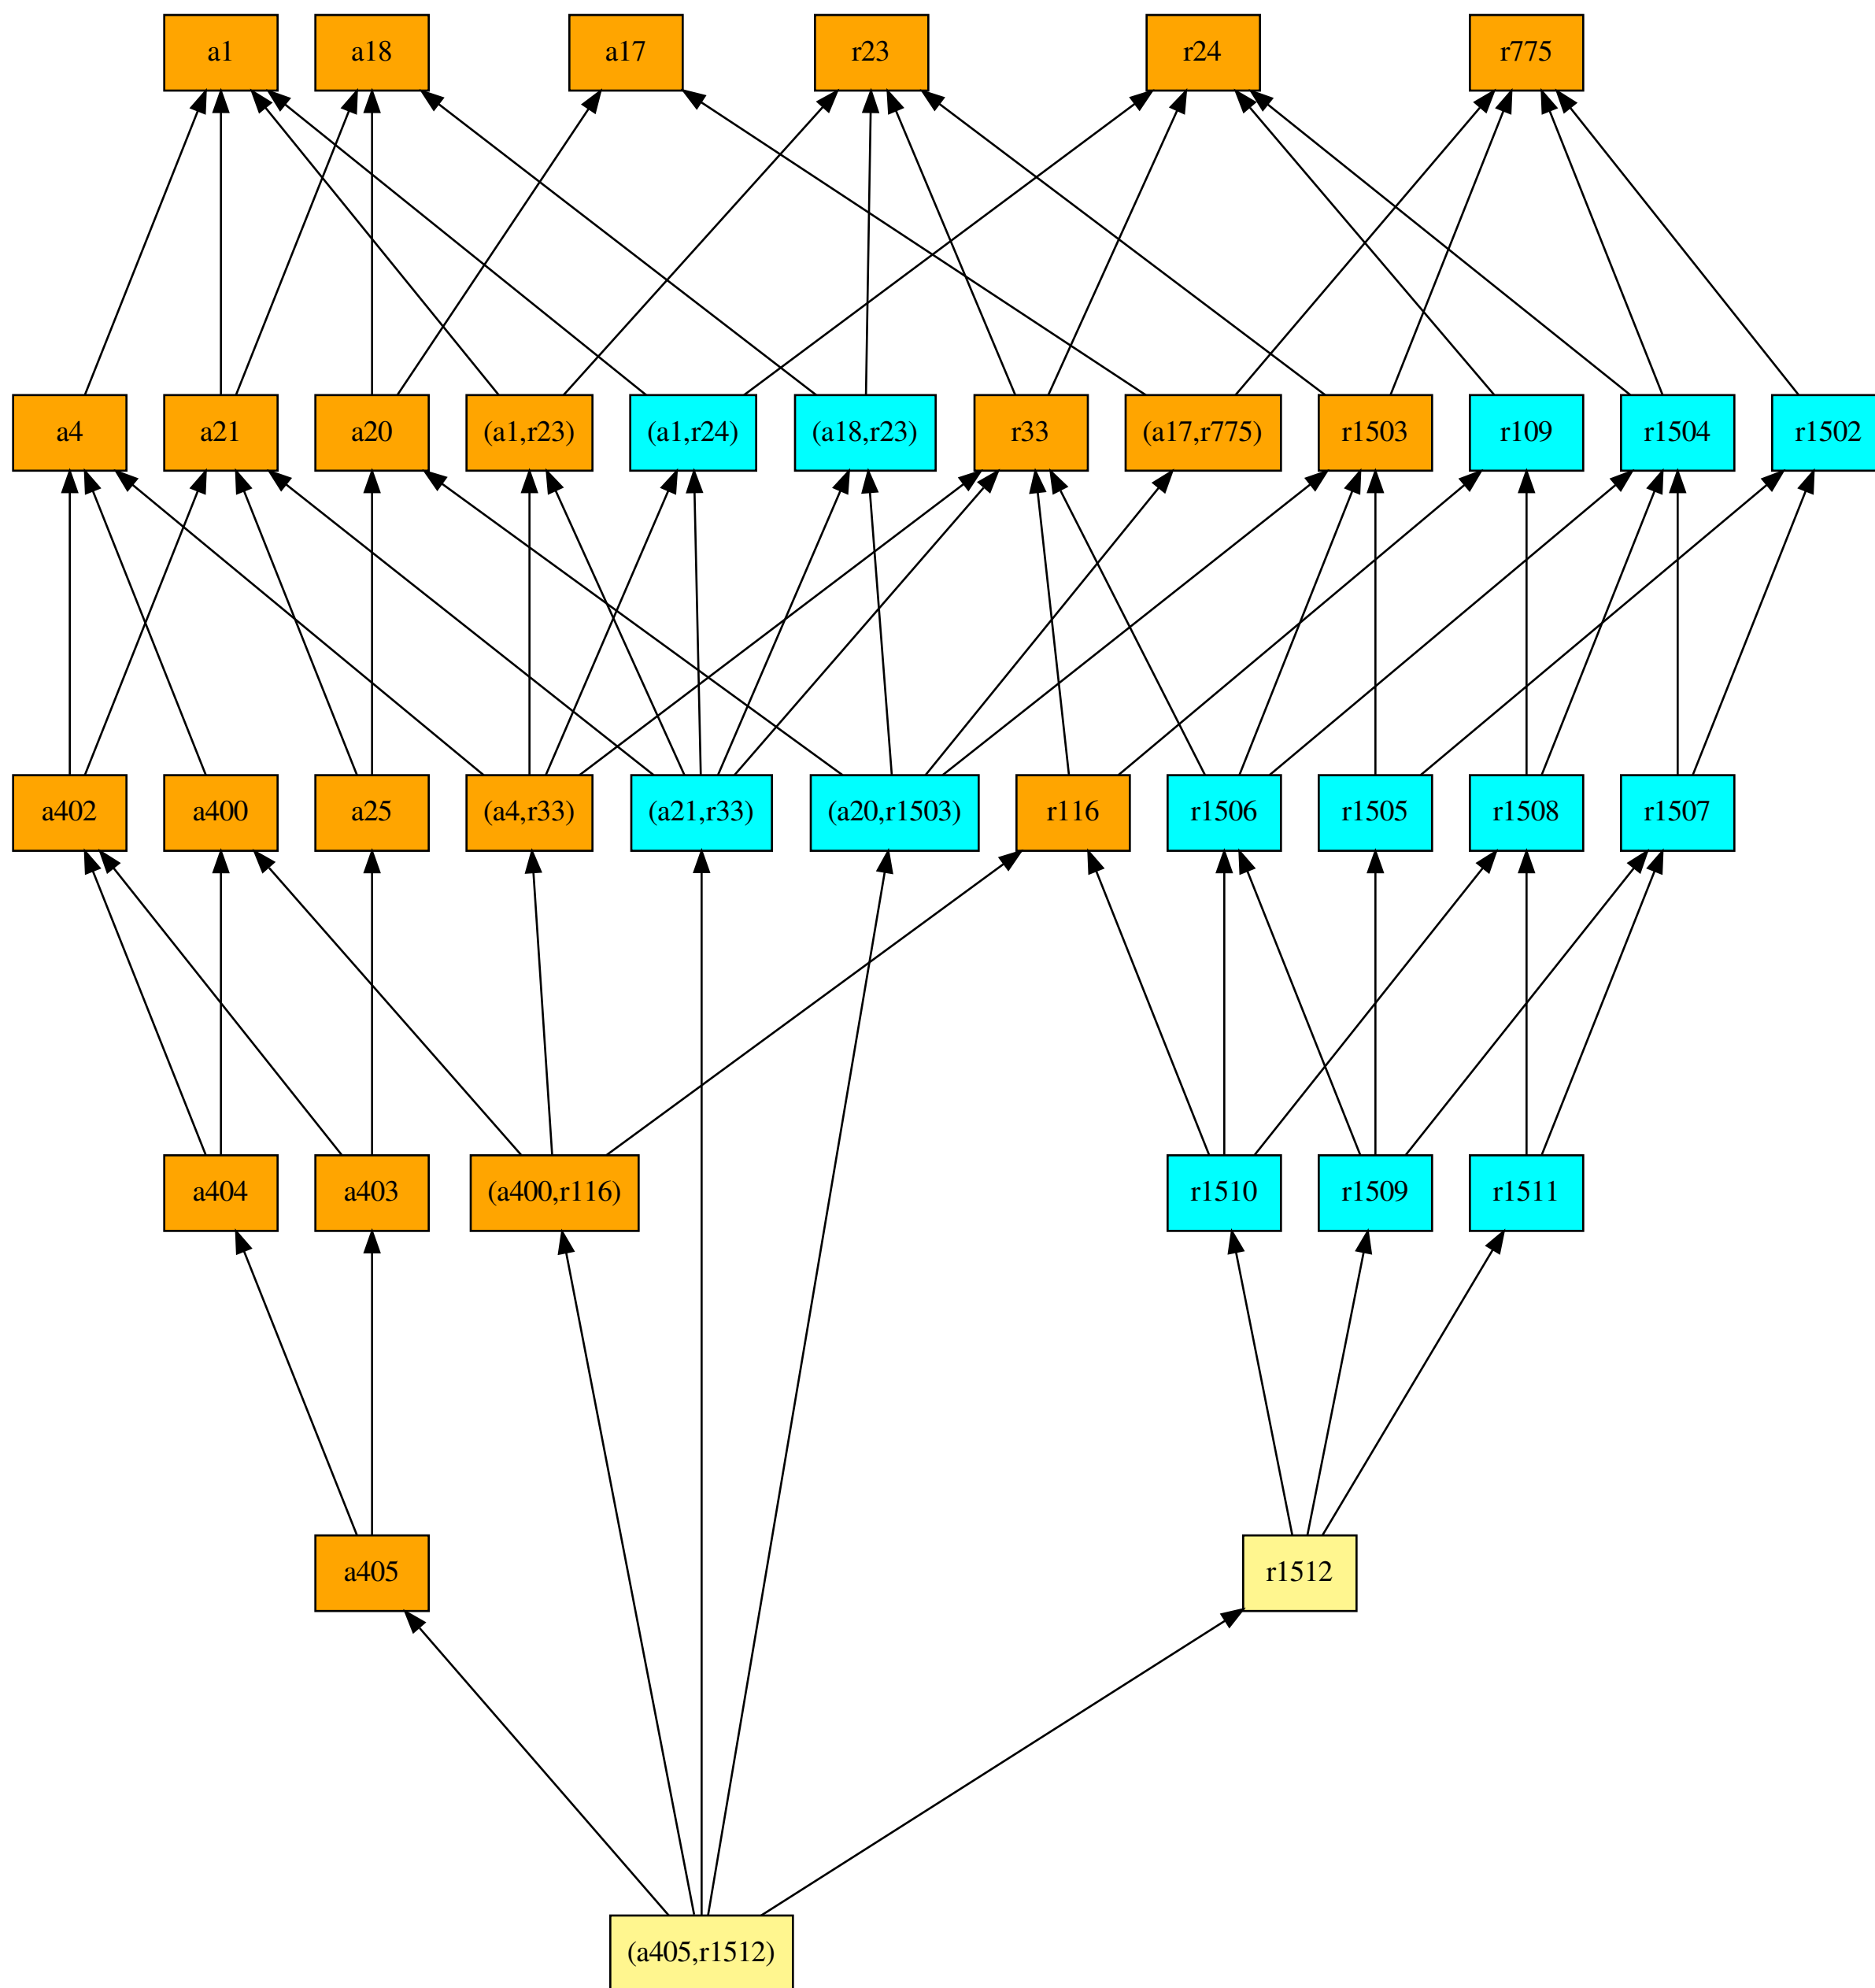 a1
a18
a17
r23
r24
r775
a4
a21
a20
(a1,r23)
(a1,r24)
(a18,r23)
r33
(a17,r775)
r1503
r109
r1504
r1502
a402
a400
a25
(a4,r33)
(a21,r33)
(a20,r1503)
r116
r1506
r1505
r1508
r1507
a404
a403
(a400,r116)
r1510
r1509
r1511
a405
r1512
(a405,r1512)